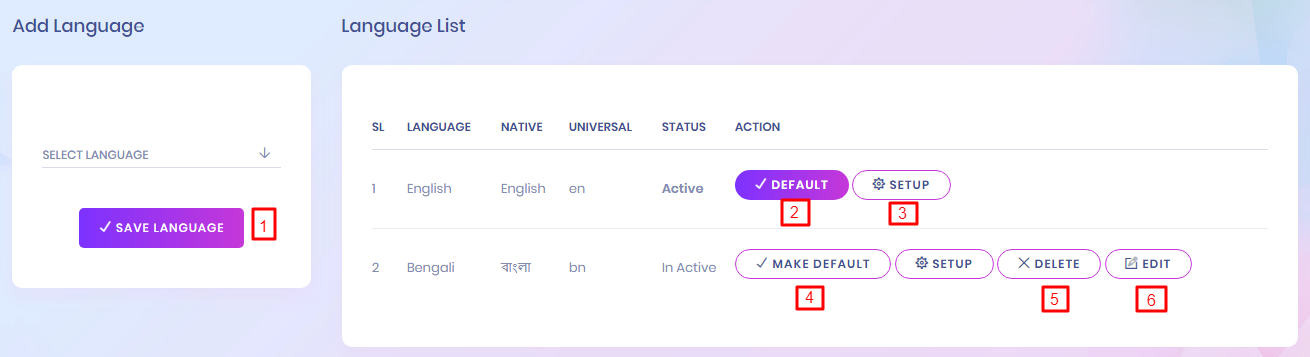 Add Language
SELECT LANGUAGE
SAVE LANGUAGE 1
Language List
SL LANGUAGE NATIVE UNIVERSAL STATUS ACTION
1 English English en Active DEFAULT SETUP
2 3
2 Bengali বাংলা bn In Active MAKE DEFAULT SETUP DELETE EDIT
4 5 6